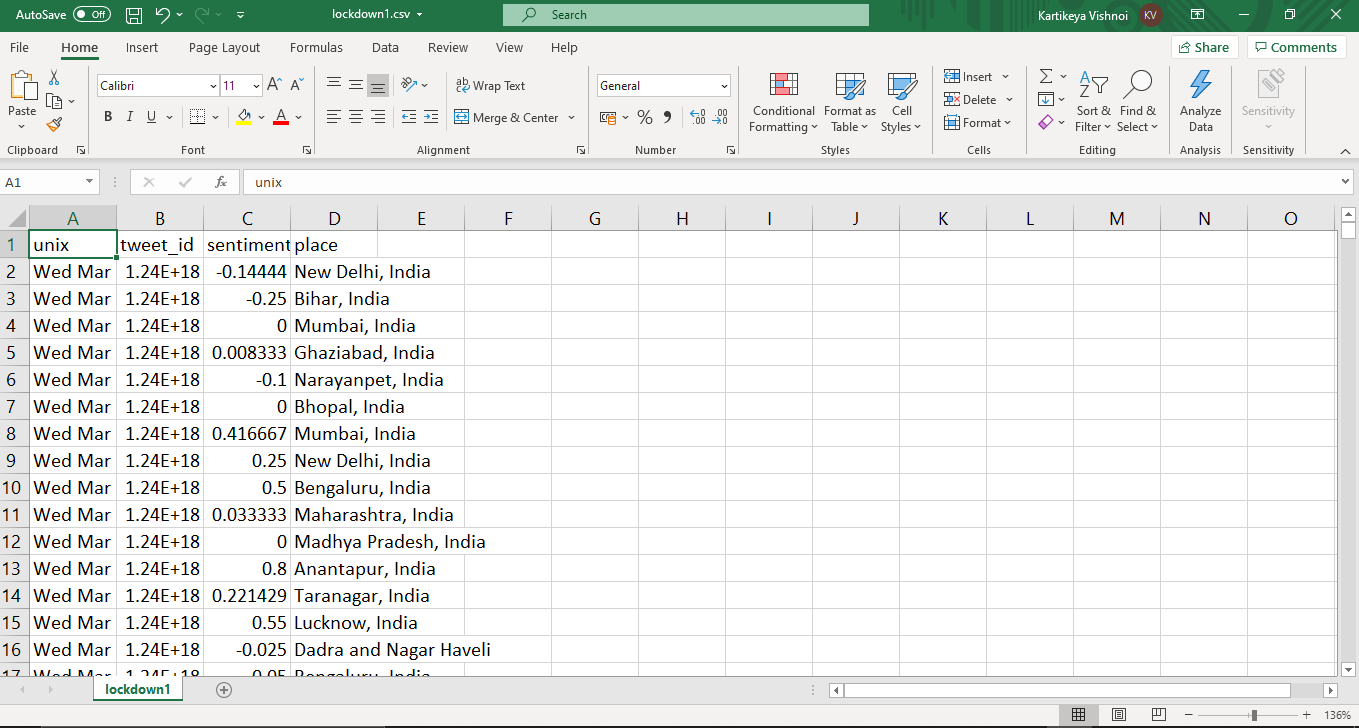 AutoSave Off lockdown1.csv Search Kartikeya Vishnoi KV
File Home Insert Page Layout Formulas Data Review View Help Share Comments
Calibri 11 A A ab Wrap Text General Insert Σ
Paste B I U A Merge & Center % Conditional Format as Cell Delete Sort & Find & Analyze Sensitivity
Formatting Table Styles Format Filter Select Data
Clipboard Font Alignment Number Styles Cells Editing Analysis Sensitivity
A1 fx unix
A B C D E F G H I J K L M N O
1 unix tweet_id sentiment place
2 Wed Mar 1.24E+18 -0.14444 New Delhi, India
3 Wed Mar 1.24E+18 -0.25 Bihar, India
4 Wed Mar 1.24E+18 0 Mumbai, India
5 Wed Mar 1.24E+18 0.008333 Ghaziabad, India
6 Wed Mar 1.24E+18 -0.1 Narayanpet, India
7 Wed Mar 1.24E+18 0 Bhopal, India
8 Wed Mar 1.24E+18 0.416667 Mumbai, India
9 Wed Mar 1.24E+18 0.25 New Delhi, India
10 Wed Mar 1.24E+18 0.5 Bengaluru, India
11 Wed Mar 1.24E+18 0.033333 Maharashtra, India
12 Wed Mar 1.24E+18 0 Madhya Pradesh, India
13 Wed Mar 1.24E+18 0.8 Anantapur, India
14 Wed Mar 1.24E+18 0.221429 Taranagar, India
15 Wed Mar 1.24E+18 0.55 Lucknow, India
16 Wed Mar 1.24E+18 -0.025 Dadra and Nagar Haveli
17 Wed Mar 1.24E+18 Bengaluru, India
lockdown1
136%